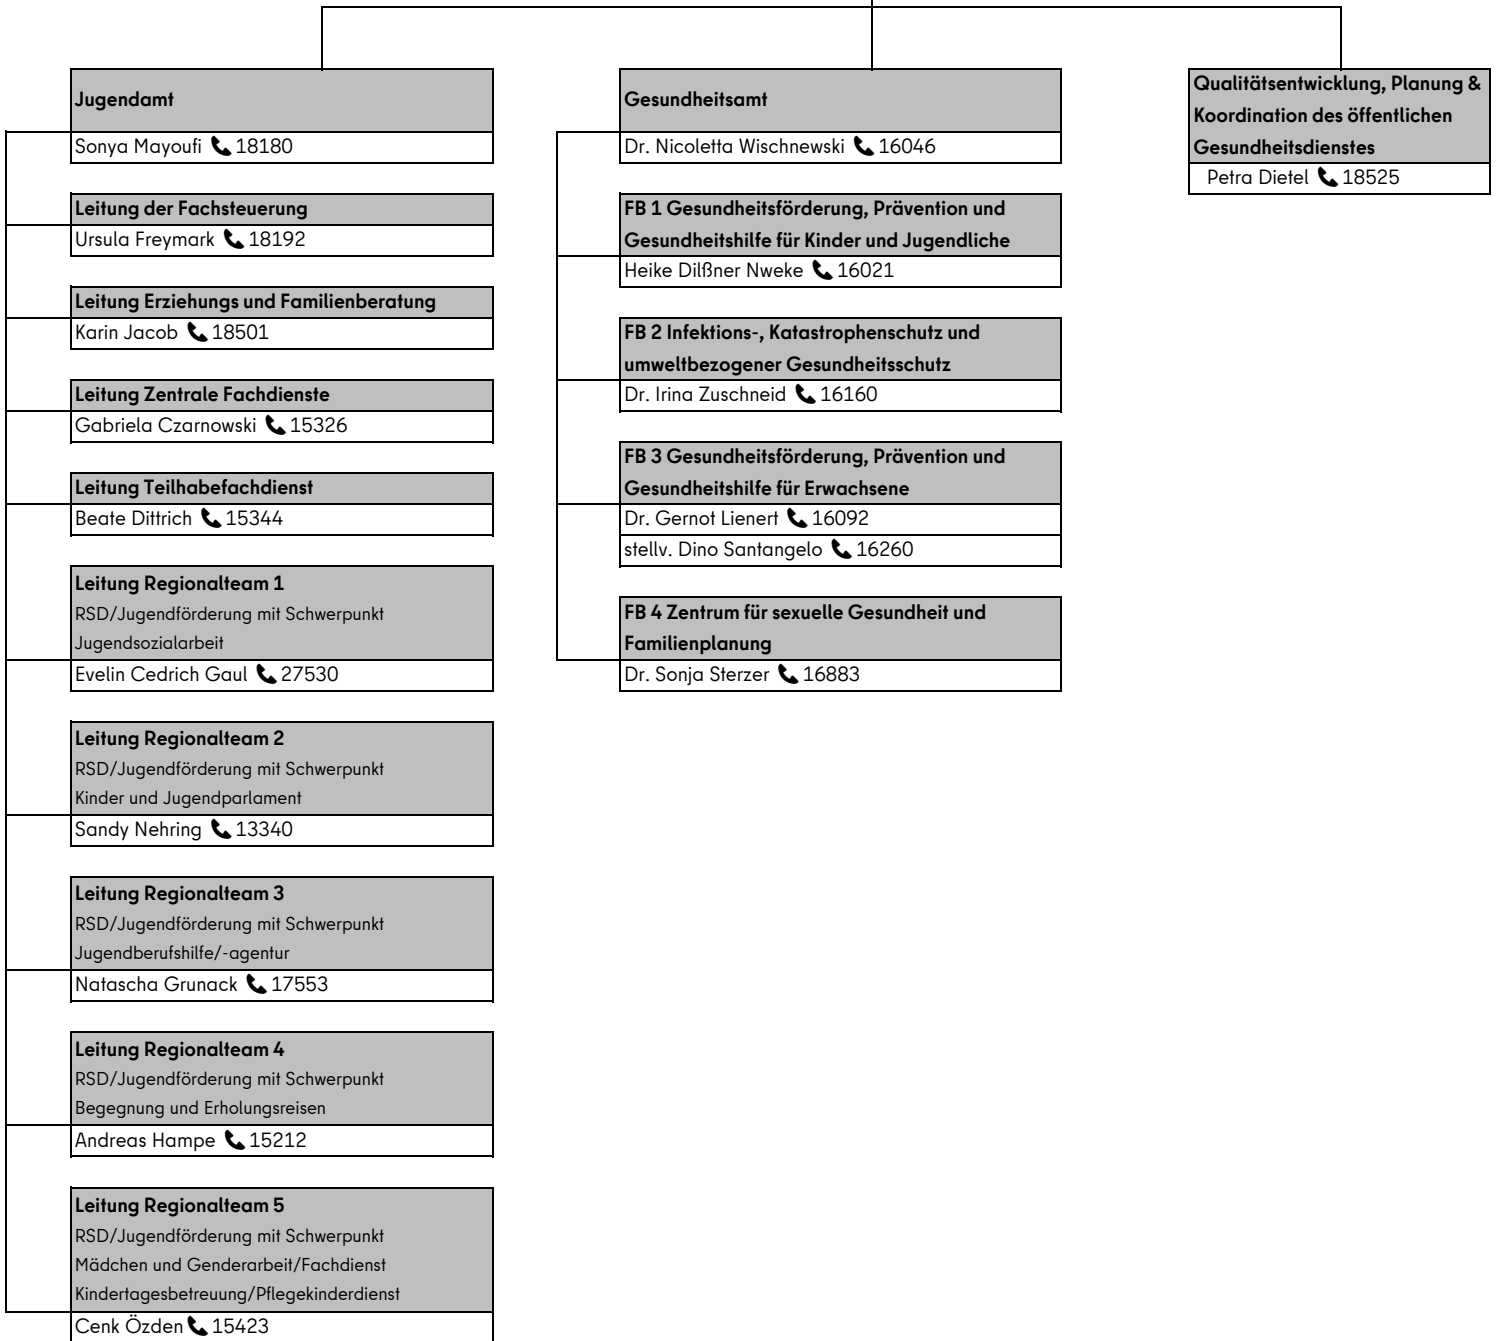 Jugendamt
Sonya Mayoufi 📞 18180
Leitung der Fachsteuerung
Ursula Freymark 📞 18192
Leitung Erziehungs und Familienberatung
Karin Jacob 📞 18501
Leitung Zentrale Fachdienste
Gabriela Czarnowski 📞 15326
Leitung Teilhabefachdienst
Beate Dittrich 📞 15344
Leitung Regionalteam 1
RSD/Jugendförderung mit Schwerpunkt
Jugendsozialarbeit
Evelin Cedrich Gaul 📞 27530
Leitung Regionalteam 2
RSD/Jugendförderung mit Schwerpunkt
Kinder und Jugendparlament
Sandy Nehring 📞 13340
Leitung Regionalteam 3
RSD/Jugendförderung mit Schwerpunkt
Jugendberufshilfe/-agentur
Natascha Grunack 📞 17553
Leitung Regionalteam 4
RSD/Jugendförderung mit Schwerpunkt
Begegnung und Erholungsreisen
Andreas Hampe 📞 15212
Leitung Regionalteam 5
RSD/Jugendförderung mit Schwerpunkt
Mädchen und Genderarbeit/Fachdienst
Kindertagesbetreuung/Pflegekinderdienst
Cenk Özden 📞 15423
Gesundheitsamt
Dr. Nicoletta Wischnewski 📞 16046
FB 1 Gesundheitsförderung, Prävention und
Gesundheitshilfe für Kinder und Jugendliche
Heike Dilßner Nweke 📞 16021
FB 2 Infektions-, Katastrophenschutz und
umweltbezogener Gesundheitsschutz
Dr. Irina Zuschneid 📞 16160
FB 3 Gesundheitsförderung, Prävention und
Gesundheitshilfe für Erwachsene
Dr. Gernot Lienert 📞 16092
stellv. Dino Santangelo 📞 16260
FB 4 Zentrum für sexuelle Gesundheit und
Familienplanung
Dr. Sonja Sterzer 📞 16883
Qualitätsentwicklung, Planung &
Koordination des öffentlichen
Gesundheitsdienstes
Petra Dietel 📞 18525